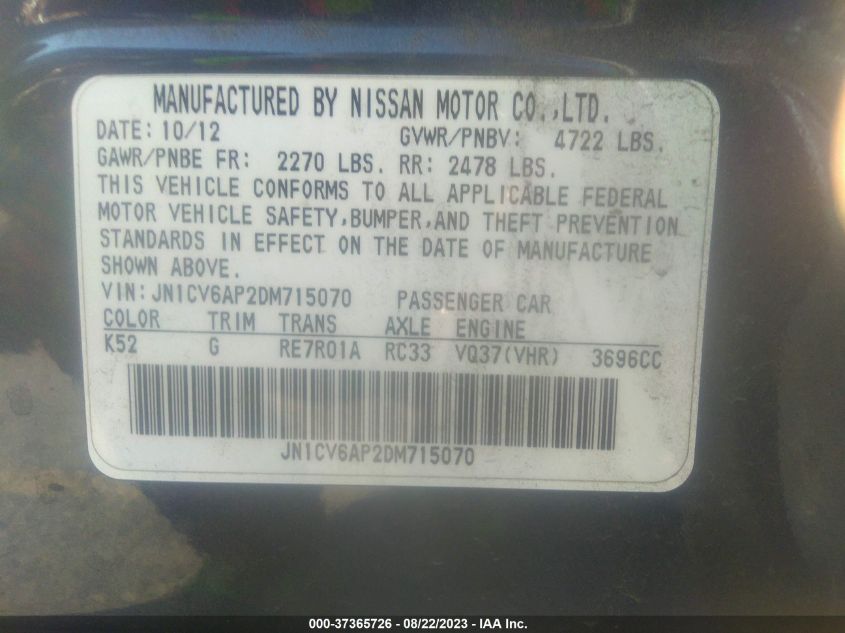 MANUFACTURED BY NISSAN MOTOR CO.,LTD.
DATE: 10/12 GVWR/PNBV: 4722 LBS.
GAWR/PNBE FR: 2270 LBS. RR: 2478 LBS.
THIS VEHICLE CONFORMS TO ALL APPLICABLE FEDERAL
MOTOR VEHICLE SAFETY,BUMPER,AND THEFT PREVENTION
STANDARDS IN EFFECT ON THE DATE OF MANUFACTURE
SHOWN ABOVE.
VIN:JN1CV6AP2DM715070 PASSENGER CAR
COLOR TRIM TRANS AXLE ENGINE
K52 G RE7R01A RC33 VQ37(VHR) 3696CC
JN1CV6AP2DM715070
000-37365726 - 08/22/2023 - IAA Inc.